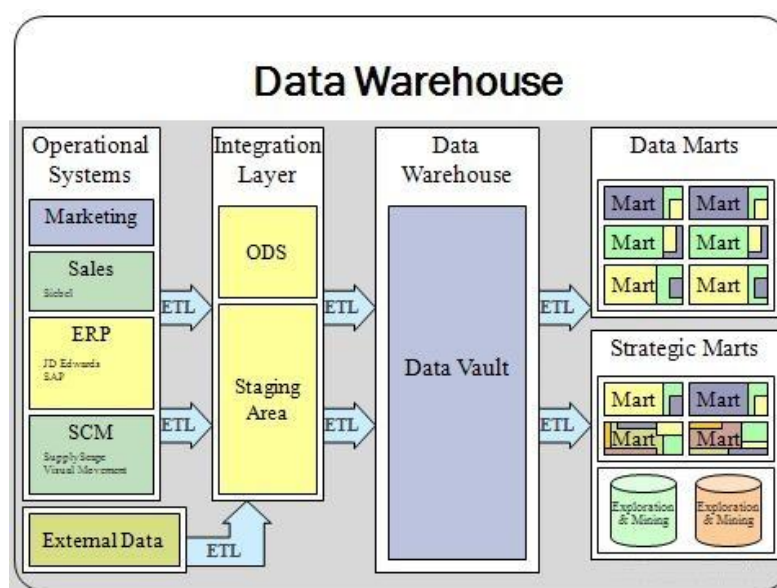 Data Warehouse
Operational
Systems
Marketing
Sales
Siebel
ERP
JD Edwards
SAP
SCM
SupplyScape
Visual Movement
External Data
ETL
ETL
ETL
Integration
Layer
ODS
Staging
Area
ETL
ETL
Data
Warehouse
Data Vault
ETL
ETL
Data Marts
Mart
Mart
Mart
Mart
Mart
Mart
Strategic Marts
Mart
Mart
Mart
Mart
Exploration
& Mining
Exploration
& Mining